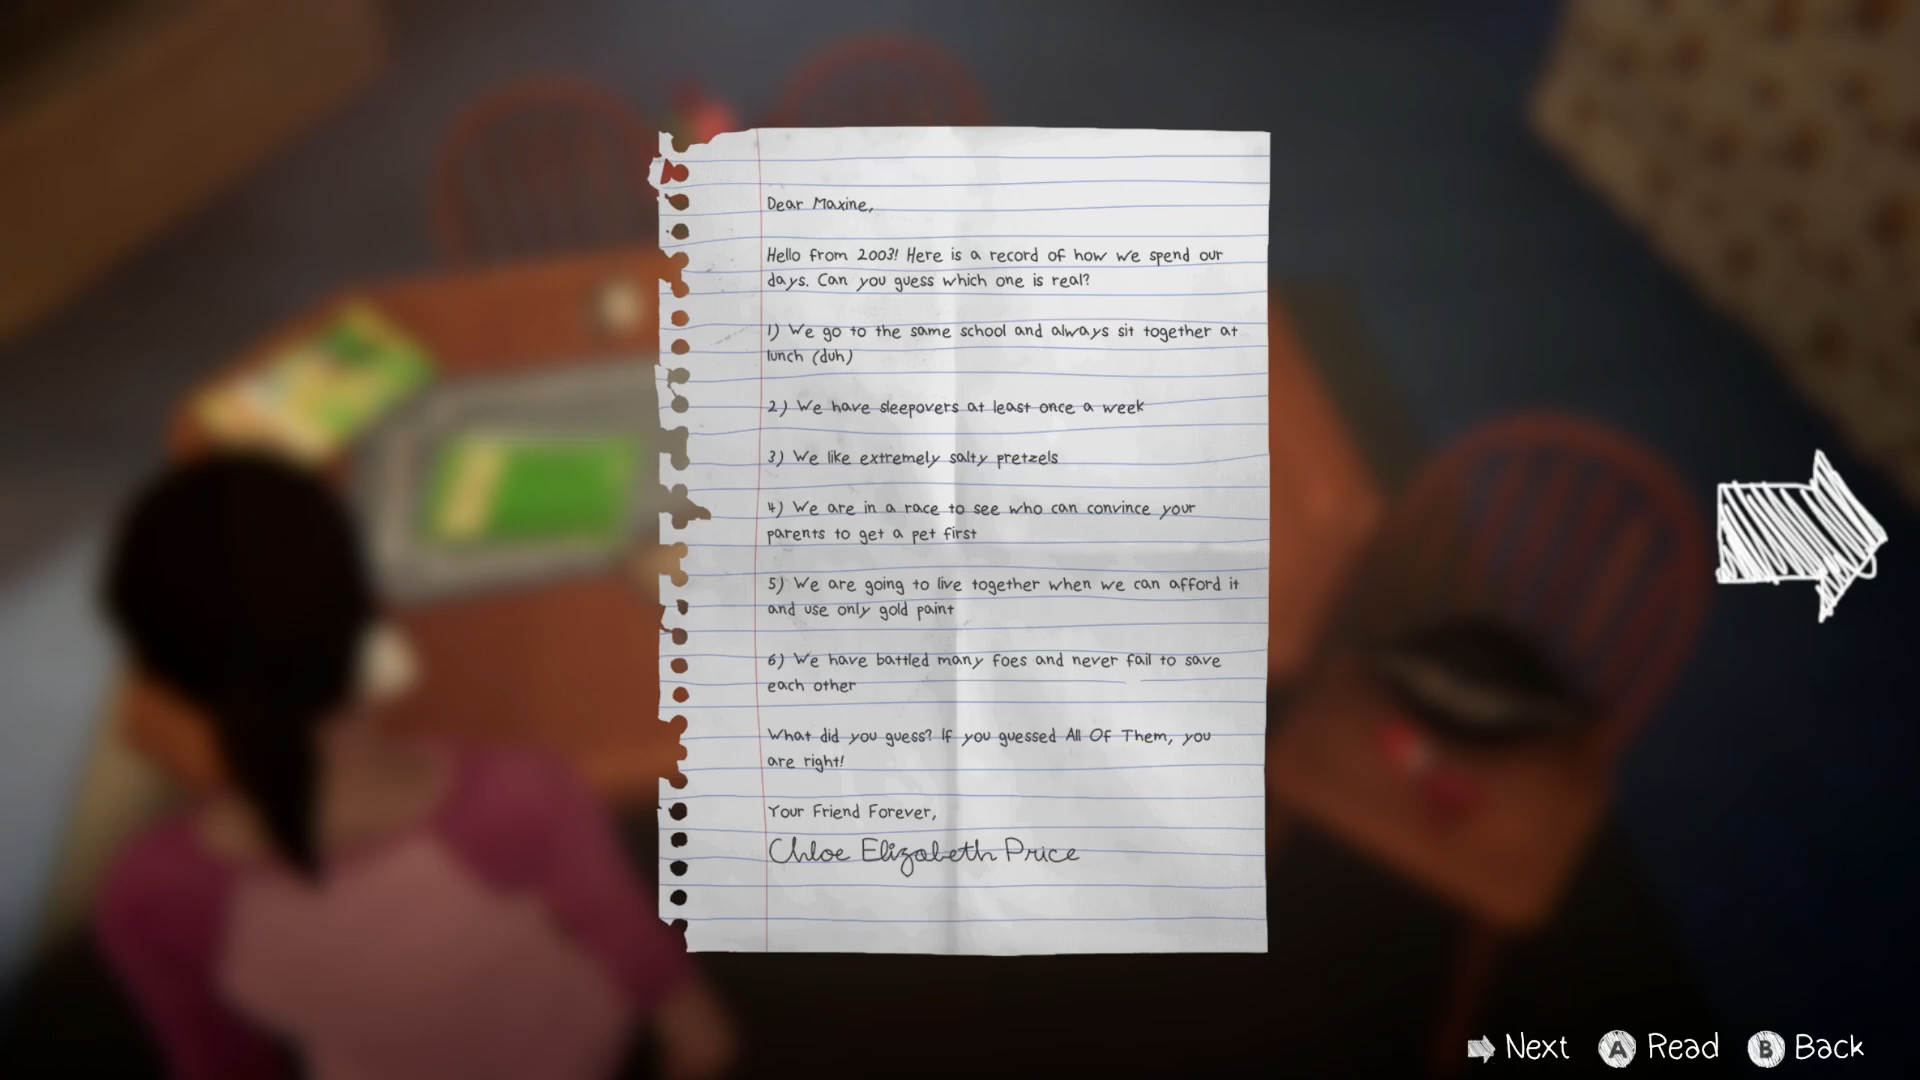 Dear Maxine,
Hello from 2003! Here is a record of how we spend our
days. Can you guess which one is real?
1) We go to the same school and always sit together at
lunch (duh)
2) We have sleepovers at least once a week
3) We like extremely salty pretzels
4) We are in a race to see who can convince your
parents to get a pet first
5) We are going to live together when we can afford it
and use only gold paint
6) We have battled many foes and never fail to save
each other
What did you guess? If you guessed All Of Them, you
are right!
Your Friend Forever,
Chloe Elizabeth Price
Next A Read B Back